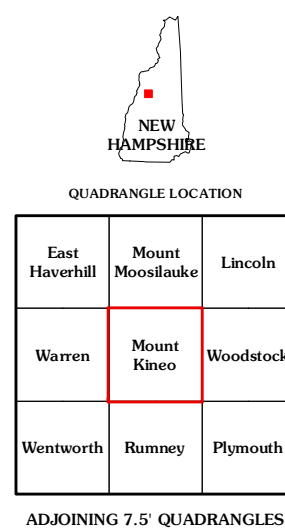 NEW
HAMPSHIRE
QUADRANGLE LOCATION
East
Haverhill
Mount
Moosilauke
Lincoln
Warren
Mount
Kineo
Woodstock
Wentworth
Rumney
Plymouth
ADJOINING 7.5' QUADRANGLES